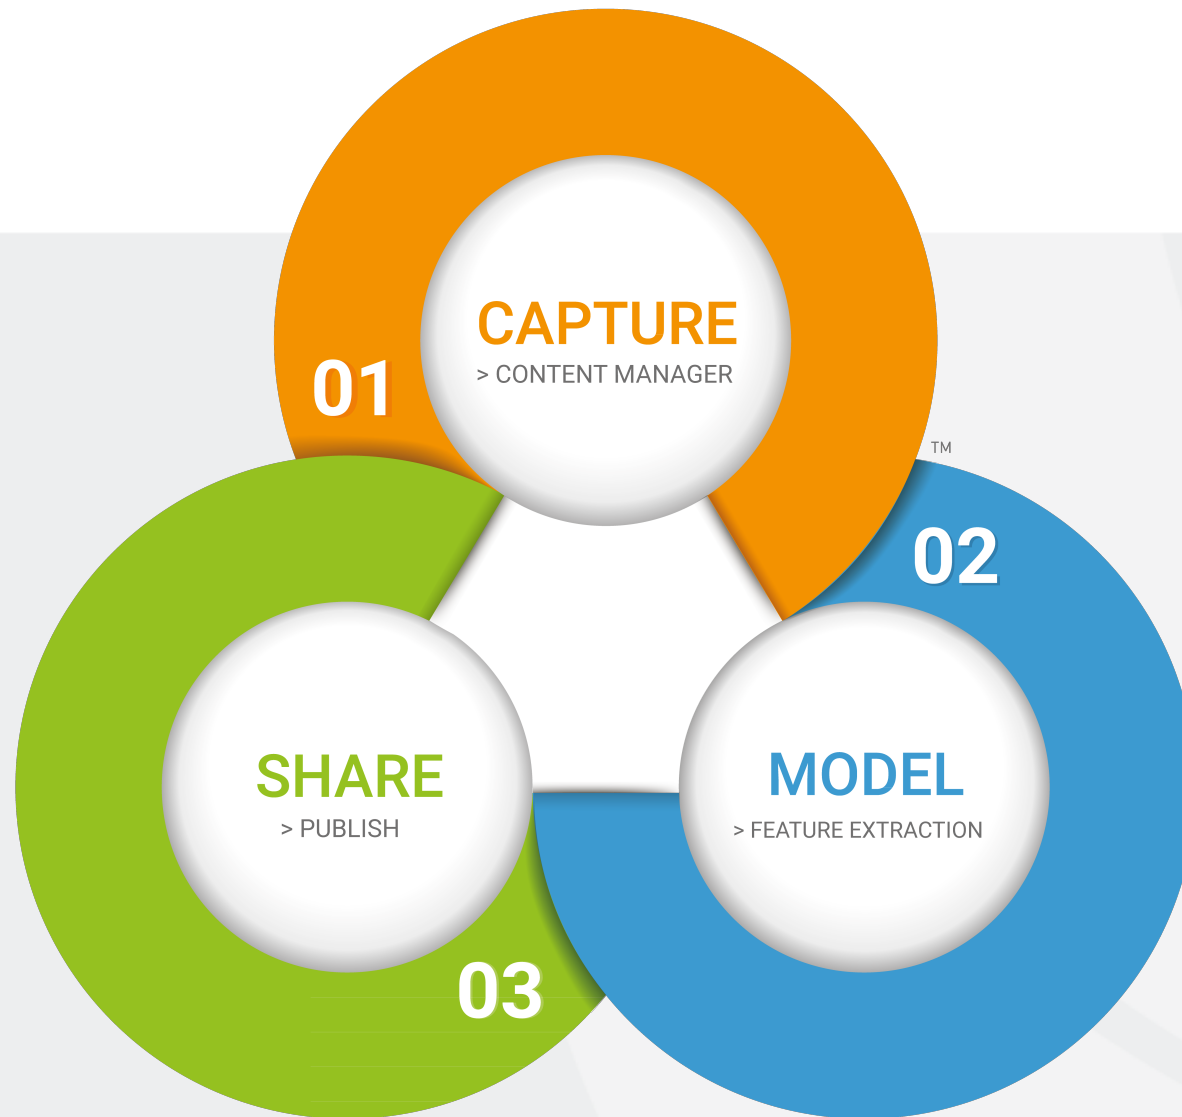 01
CAPTURE
> CONTENT MANAGER
TM
02
MODEL
> FEATURE EXTRACTION
03
SHARE
> PUBLISH